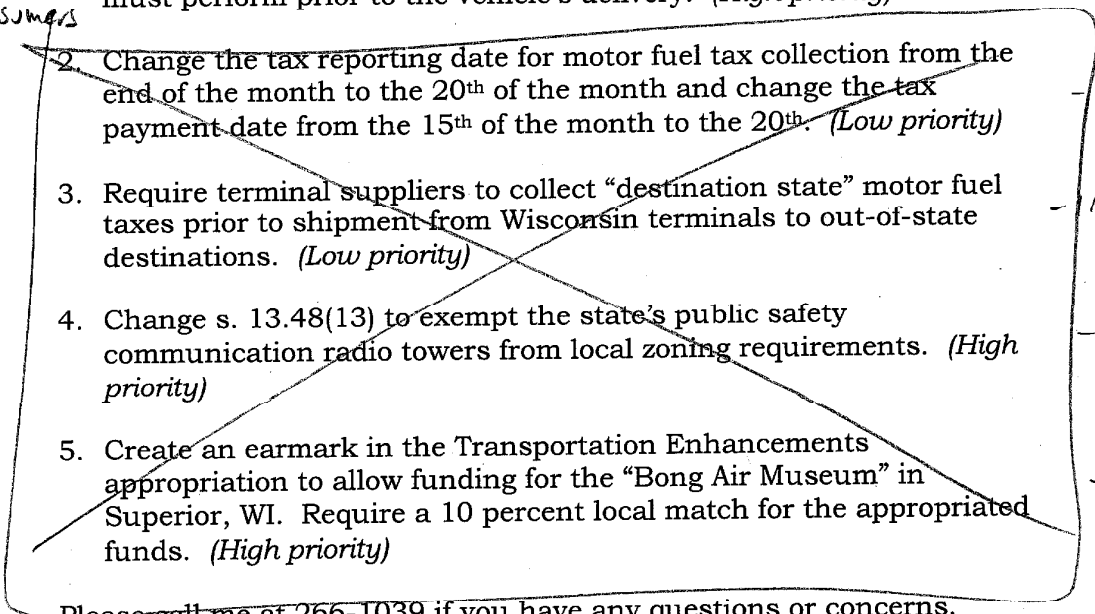 sumers
must perform prior to the vehicle's delivery. (High priority)
2. Change the tax reporting date for motor fuel tax collection from the
end of the month to the 20th of the month and change the tax
payment date from the 15th of the month to the 20th. (Low priority)
3. Require terminal suppliers to collect “destination state” motor fuel
taxes prior to shipment from Wisconsin terminals to out-of-state
destinations. (Low priority)
4. Change s. 13.48(13) to exempt the state’s public safety
communication radio towers from local zoning requirements. (High
priority)
5. Create an earmark in the Transportation Enhancements
appropriation to allow funding for the “Bong Air Museum” in
Superior, WI. Require a 10 percent local match for the appropriated
funds. (High priority)
Please call me at 266-1039 if you have any questions or concerns.